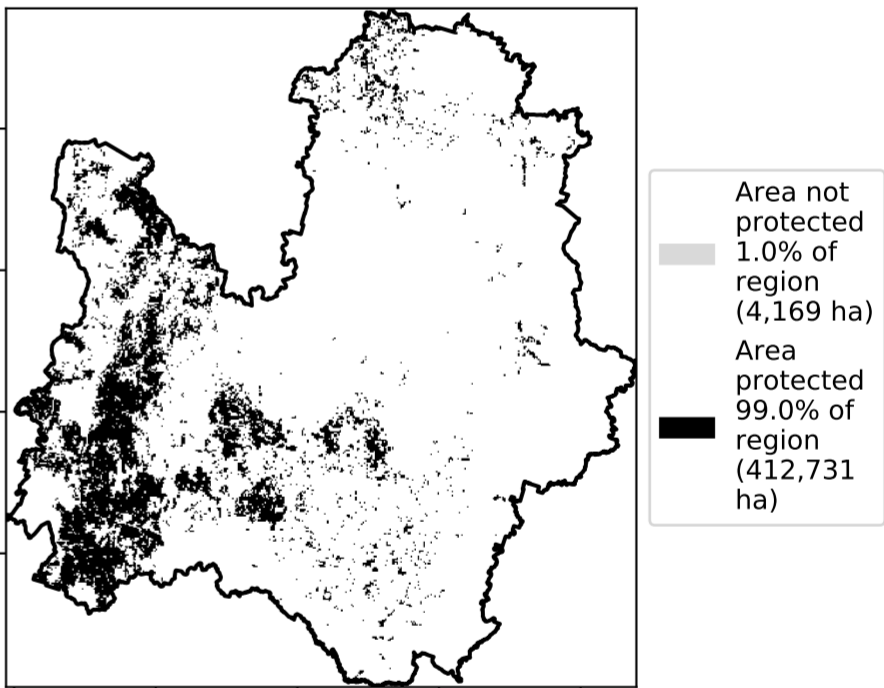 Area not
protected
1.0% of
region
(4,169 ha)
Area
protected
99.0% of
region
(412,731
ha)